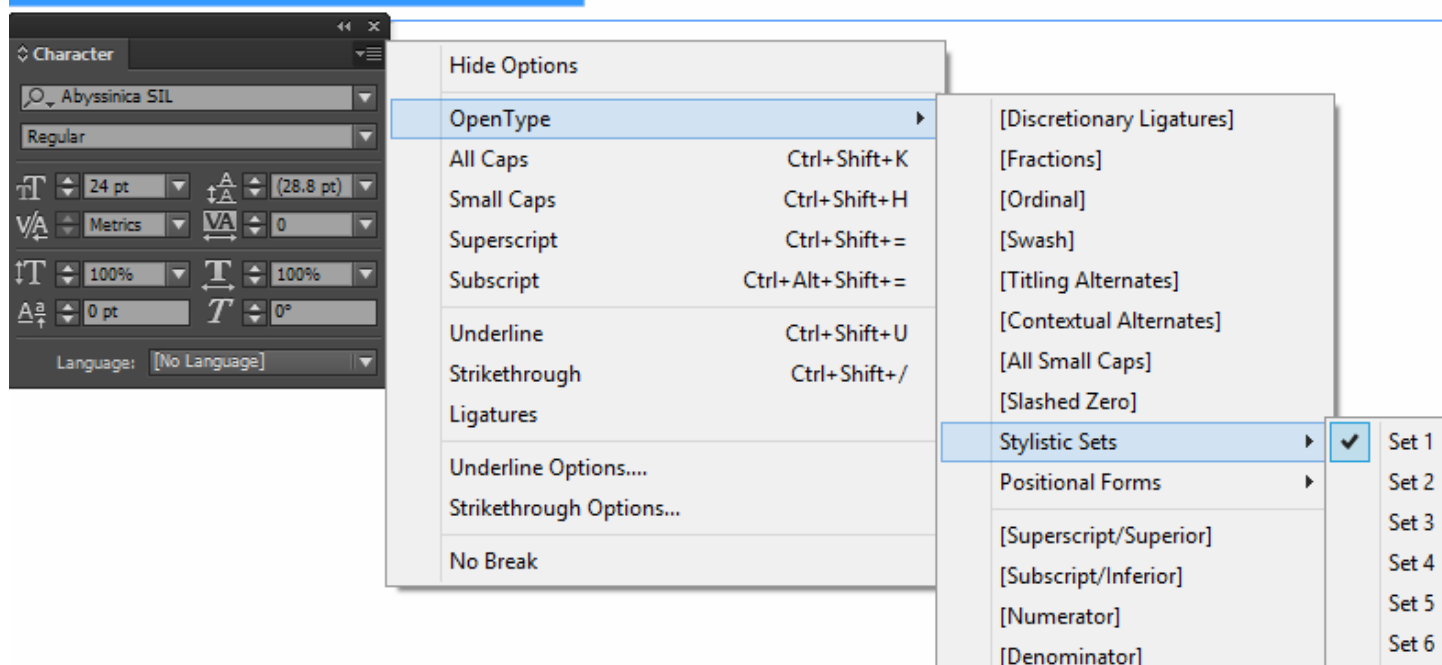 Character
Abyssinica SIL
Regular
24 pt
(28.8 pt)
Metrics
0
100%
100%
0 pt
0°
Language: [No Language]
Hide Options
OpenType
All Caps Ctrl+Shift+K
Small Caps Ctrl+Shift+H
Superscript Ctrl+Shift+=
Subscript Ctrl+Alt+Shift+=
Underline Ctrl+Shift+U
Strikethrough Ctrl+Shift+/
Ligatures
Underline Options....
Strikethrough Options...
No Break
[Discretionary Ligatures]
[Fractions]
[Ordinal]
[Swash]
[Titling Alternates]
[Contextual Alternates]
[All Small Caps]
[Slashed Zero]
Stylistic Sets
Positional Forms
[Superscript/Superior]
[Subscript/Inferior]
[Numerator]
[Denominator]
Set 1
Set 2
Set 3
Set 4
Set 5
Set 6